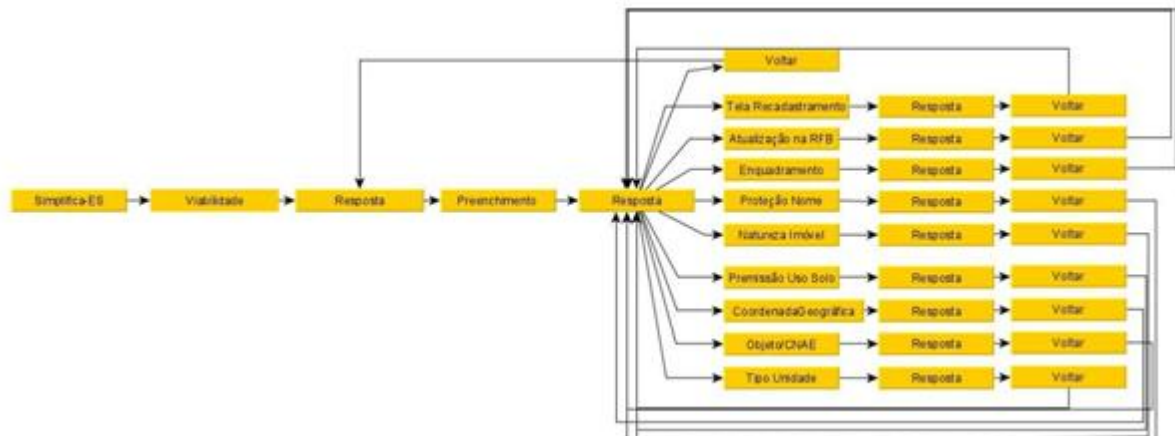 Voltar
Tela Recadastramento Resposta Voltar
Atualização na RFB Resposta Voltar
Enquadramento Resposta Voltar
Simplifica-ES Viabilidade Resposta Preenchimento Resposta Proteção Nome Resposta Voltar
Natureza Imóvel Resposta Voltar
Premissão Uso Solo Resposta Voltar
CoordenadaGeográfica Resposta Voltar
Objeto/CNAE Resposta Voltar
Tipo Unidade Resposta Voltar